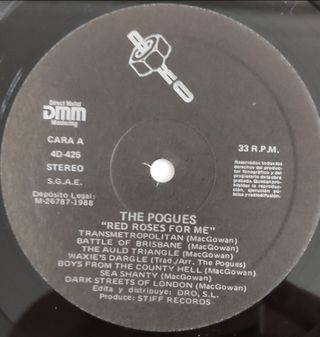 DRO
Direct Metal
DMM
Mastering
CARA A
4D-425
STEREO
S.G.A.E.
Depósito Legal:
M-26787-1988
33 R.P.M.
Reservados todos los
derechos del productor
fonográfico y del
propietario de la obra
grabada. Quedan prohi-
bidas la reproducción,
ejecución pública
y radiodifusión.
THE POGUES
"RED ROSES FOR ME"
TRANSMETROPOLITAN (MacGowan)
BATTLE OF BRISBANE (MacGowan)
THE AULD TRIANGLE (MacGowan)
WAXIE'S DARGLE (Trad./Arr. The Pogues)
BOYS FROM THE COUNTY HELL (MacGowan)
SEA SHANTY (MacGowan)
DARK STREETS OF LONDON (MacGowan)
Edita y distribuye: DRO, S.L.
Produce: STIFF RECORDS